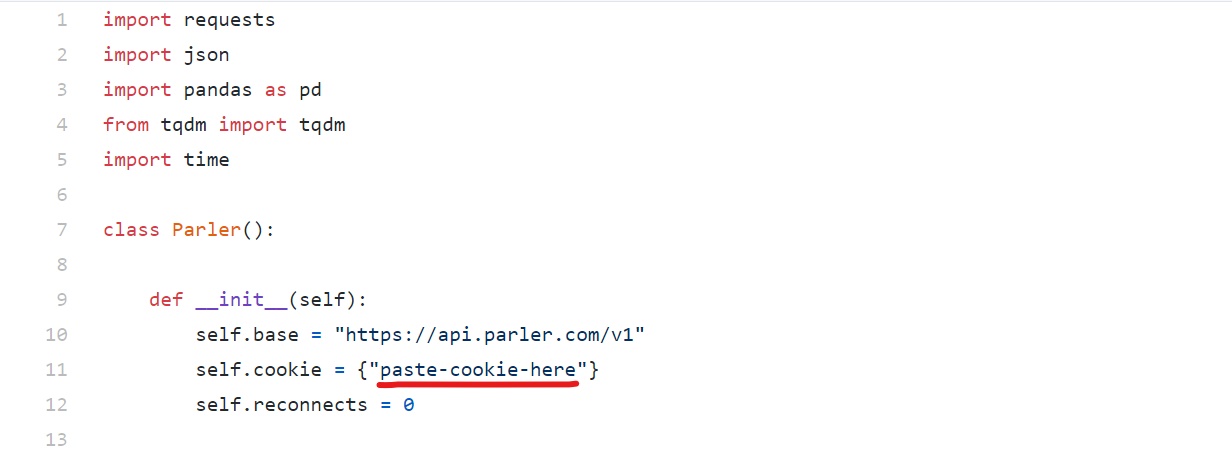 1 import requests
2 import json
3 import pandas as pd
4 from tqdm import tqdm
5 import time
6
7 class Parler():
8
9     def __init__(self):
10         self.base = "https://api.parler.com/v1"
11         self.cookie = {"paste-cookie-here"}
12         self.reconnects = 0
13